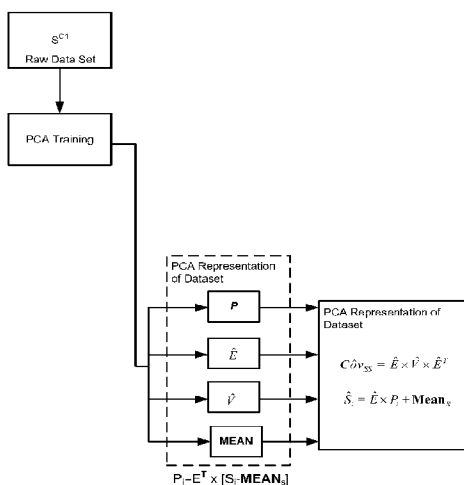 S^C1
Raw Data Set
PCA Training
PCA Representation
of Dataset
P
Ê
V̂
MEAN
PCA Representation of
Dataset
Côv_SS = Ê × V̂ × Ê^T
Ŝ_i = Ê × P_i + Mean_S
P_i–E^T x [S_i-MEAN_s]